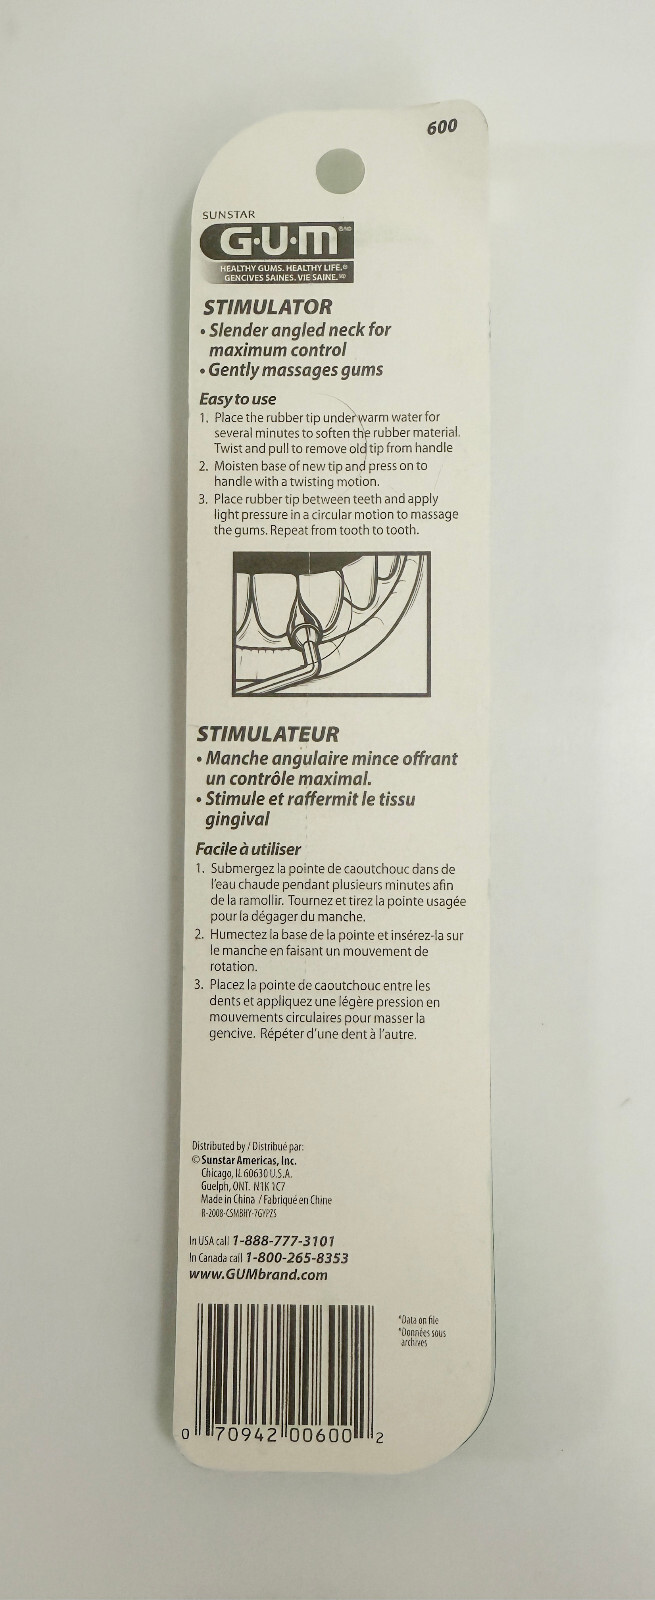 600
SUNSTAR
G·U·M
HEALTHY GUMS. HEALTHY LIFE.®
GENCIVES SAINES. VIE SAINE.MD
STIMULATOR
• Slender angled neck for
maximum control
• Gently massages gums
Easy to use
1. Place the rubber tip under warm water for
several minutes to soften the rubber material.
Twist and pull to remove old tip from handle
2. Moisten base of new tip and press on to
handle with a twisting motion.
3. Place rubber tip between teeth and apply
light pressure in a circular motion to massage
the gums. Repeat from tooth to tooth.
STIMULATEUR
• Manche angulaire mince offrant
un contrôle maximal.
• Stimule et raffermit le tissu
gingival
Facile à utiliser
1. Submergez la pointe de caoutchouc dans de
l'eau chaude pendant plusieurs minutes afin
de la ramollir. Tournez et tirez la pointe usagée
pour la dégager du manche.
2. Humectez la base de la pointe et insérez-la sur
le manche en faisant un mouvement de
rotation.
3. Placez la pointe de caoutchouc entre les
dents et appliquez une légère pression en
mouvements circulaires pour masser la
gencive. Répéter d'une dent à l'autre.
Distributed by / Distribué par:
© Sunstar Americas, Inc.
Chicago, IL 60630 U.S.A.
Guelph, ONT. N1K 1C7
Made in China / Fabriqué en Chine
In USA call 1-888-777-3101
In Canada call 1-800-265-8353
www.GUMbrand.com
*Data on file
*Données sous
archives
0 70942 00600 2